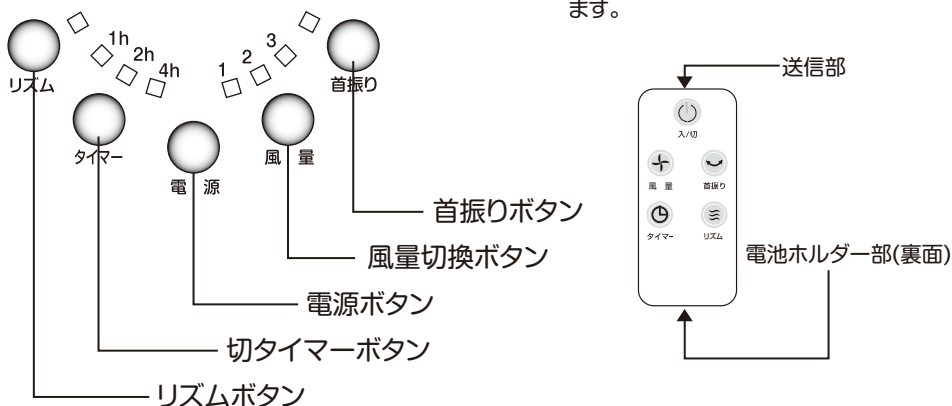 ます。
1h
2h
4h
1
2
3
リズム
タイマー
電 源
風 量
首振り
首振りボタン
風量切換ボタン
電源ボタン
切タイマーボタン
リズムボタン
送信部
入/切
風 量
首振り
タイマー
リズム
電池ホルダー部(裏面)